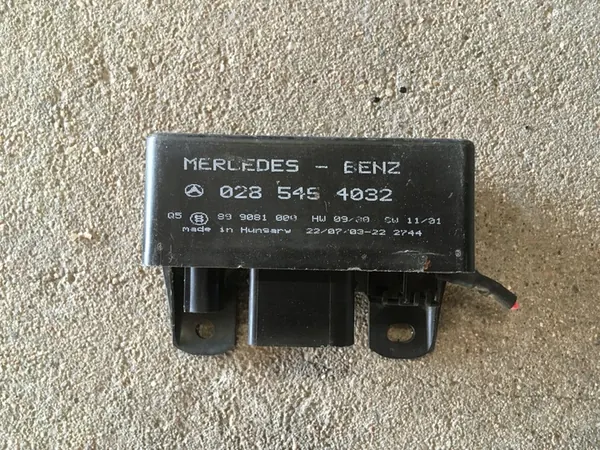 MERCEDES - BENZ
028 545 4032
Q5 89 9081 000 HW 09/00 SW 11/01
made in Hungary 22/07/03-22 2744